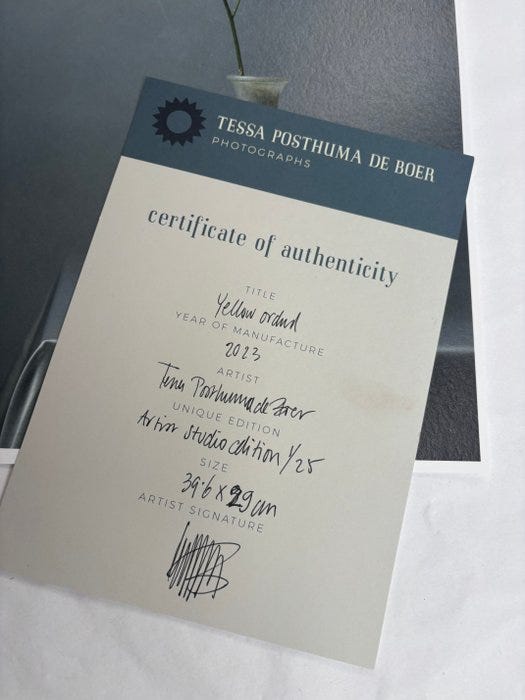 TESSA POSTHUMA DE BOER
PHOTOGRAPHS
certificate of authenticity
TITLE
Yellow orchid
YEAR OF MANUFACTURE
2023
ARTIST
Tessa Posthuma de Boer
UNIQUE EDITION
Artist studio edition 1/25
SIZE
39.6 x 29 cm
ARTIST SIGNATURE